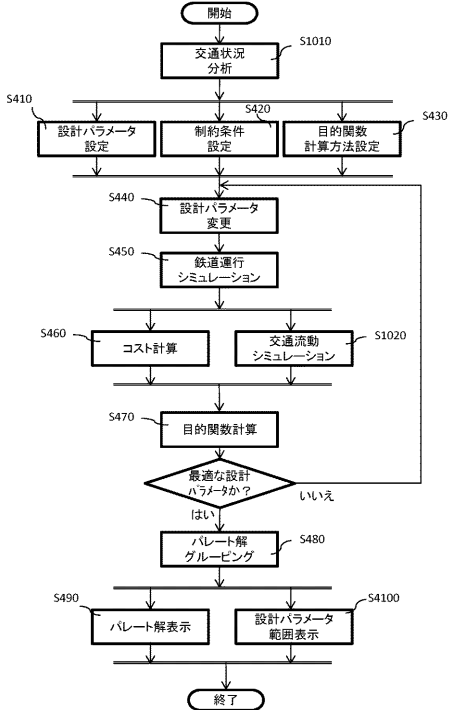 開始
S1010
交通状況
分析
S410
設計パラメータ
設定
S420
制約条件
設定
S430
目的関数
計算方法設定
S440
設計パラメータ
変更
S450
鉄道運行
シミュレーション
S460
コスト計算
S1020
交通流動
シミュレーション
S470
目的関数計算
最適な設計
パラメータか?
いいえ
はい
S480
パレート解
グルーピング
S490
パレート解表示
S4100
設計パラメータ
範囲表示
終了